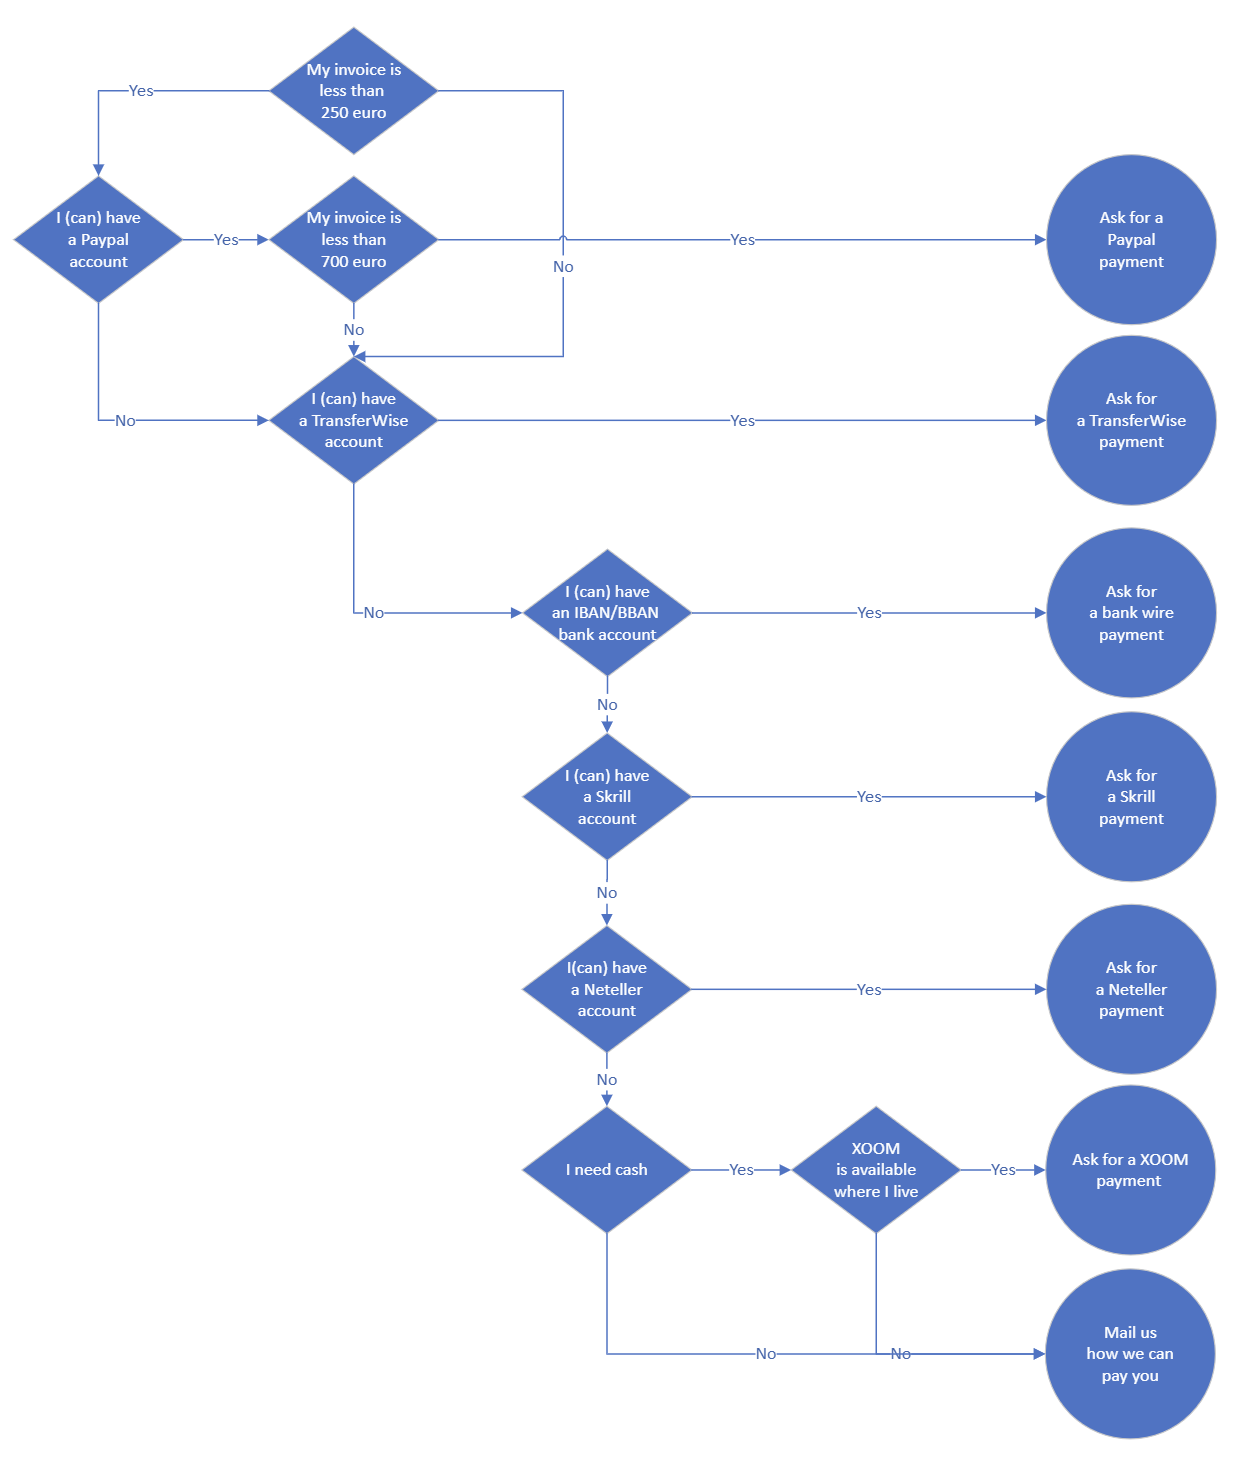 My invoice is
less than
250 euro
Yes
I (can) have
a Paypal
account
Yes
My invoice is
less than
700 euro
Yes
Ask for a
Paypal
payment
No
No
I (can) have
a TransferWise
account
No
Yes
Ask for
a TransferWise
payment
No
I (can) have
an IBAN/BBAN
bank account
Yes
Ask for
a bank wire
payment
No
I (can) have
a Skrill
account
Yes
Ask for
a Skrill
payment
No
I(can) have
a Neteller
account
Yes
Ask for
a Neteller
payment
No
I need cash
Yes
XOOM
is available
where I live
Yes
Ask for a XOOM
payment
No
No
Mail us
how we can
pay you